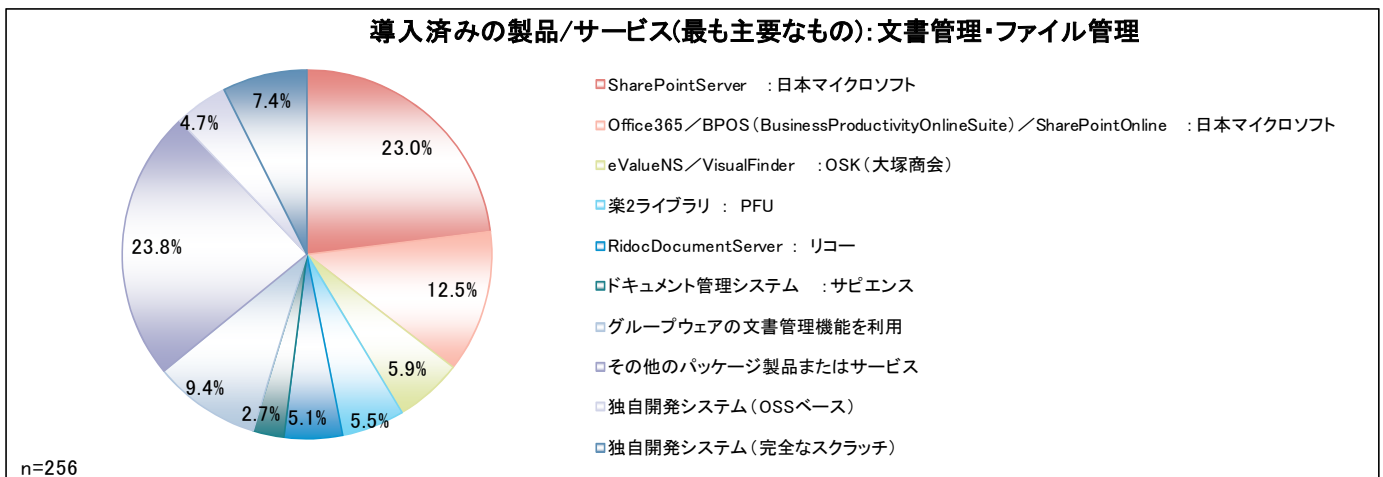 導入済みの製品/サービス(最も主要なもの):文書管理・ファイル管理
7.4%
4.7%
23.0%
23.8%
12.5%
9.4%
2.7%
5.1%
5.5%
5.9%
SharePointServer ：日本マイクロソフト
Office365／BPOS（BusinessProductivityOnlineSuite）／SharePointOnline ：日本マイクロソフト
eValueNS／VisualFinder ：OSK（大塚商会）
楽2ライブラリ ： PFU
RidocDocumentServer ： リコー
ドキュメント管理システム ：サピエンス
グループウェアの文書管理機能を利用
その他のパッケージ製品またはサービス
独自開発システム（OSSベース）
独自開発システム（完全なスクラッチ）
n=256